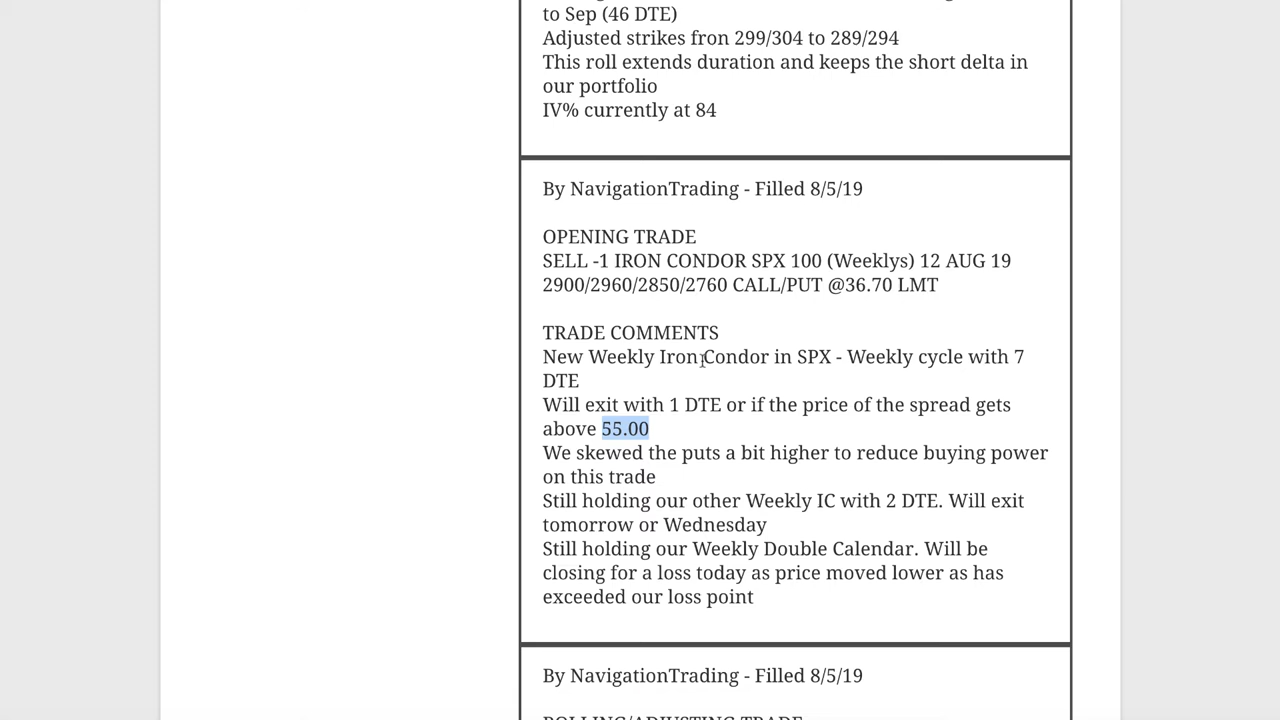 to Sep (46 DTE)
Adjusted strikes fron 299/304 to 289/294
This roll extends duration and keeps the short delta in
our portfolio
IV% currently at 84
By NavigationTrading - Filled 8/5/19
OPENING TRADE
SELL -1 IRON CONDOR SPX 100 (Weeklys) 12 AUG 19
2900/2960/2850/2760 CALL/PUT @36.70 LMT
TRADE COMMENTS
New Weekly Iron Condor in SPX - Weekly cycle with 7
DTE
Will exit with 1 DTE or if the price of the spread gets
above 55.00
We skewed the puts a bit higher to reduce buying power
on this trade
Still holding our other Weekly IC with 2 DTE. Will exit
tomorrow or Wednesday
Still holding our Weekly Double Calendar. Will be
closing for a loss today as price moved lower as has
exceeded our loss point
By NavigationTrading - Filled 8/5/19
ROLLING/ADJUSTING TRADE